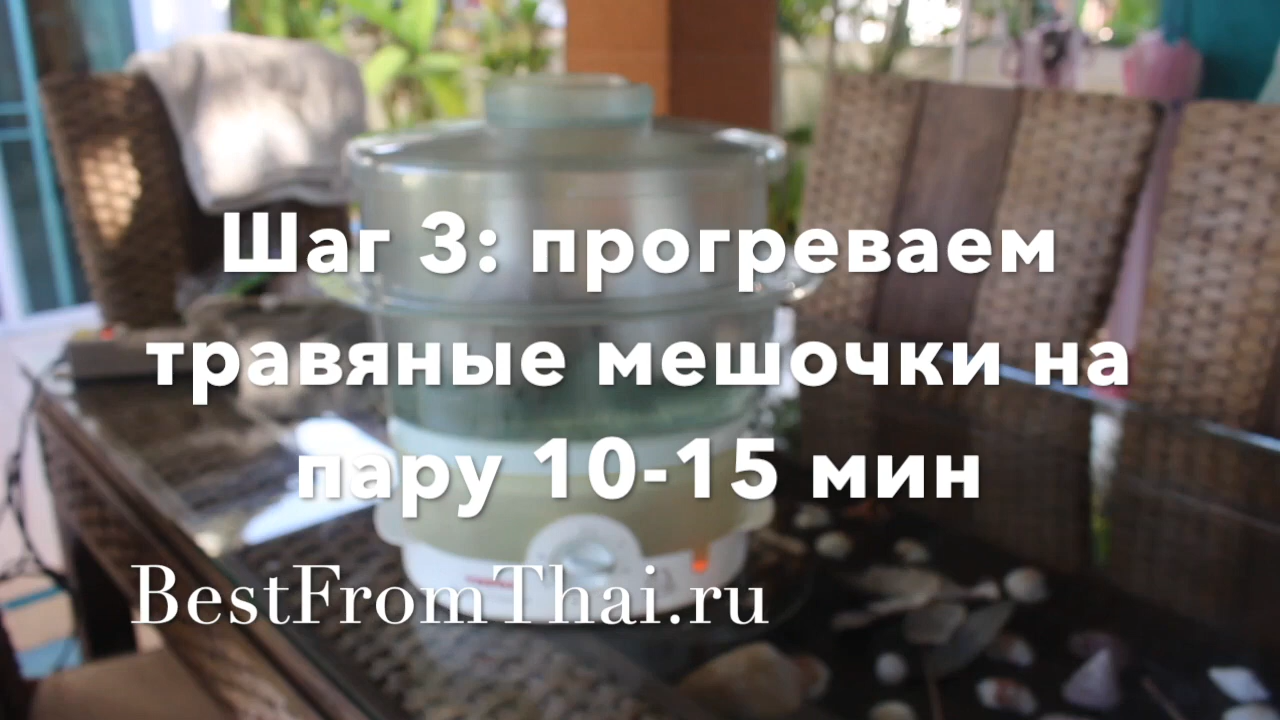 Шаг 3: прогреваем
травяные мешочки на
пару 10-15 мин
BestFromThai.ru